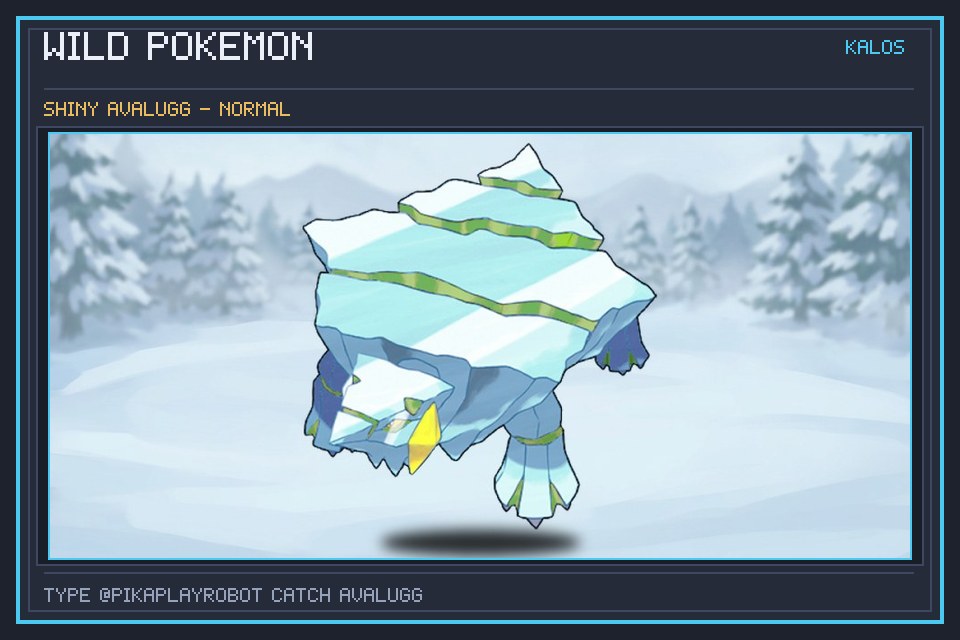 WILD POKEMON
KALOS
SHINY AVALUGG - NORMAL
TYPE @PIKAPLAYROBOT CATCH AVALUGG